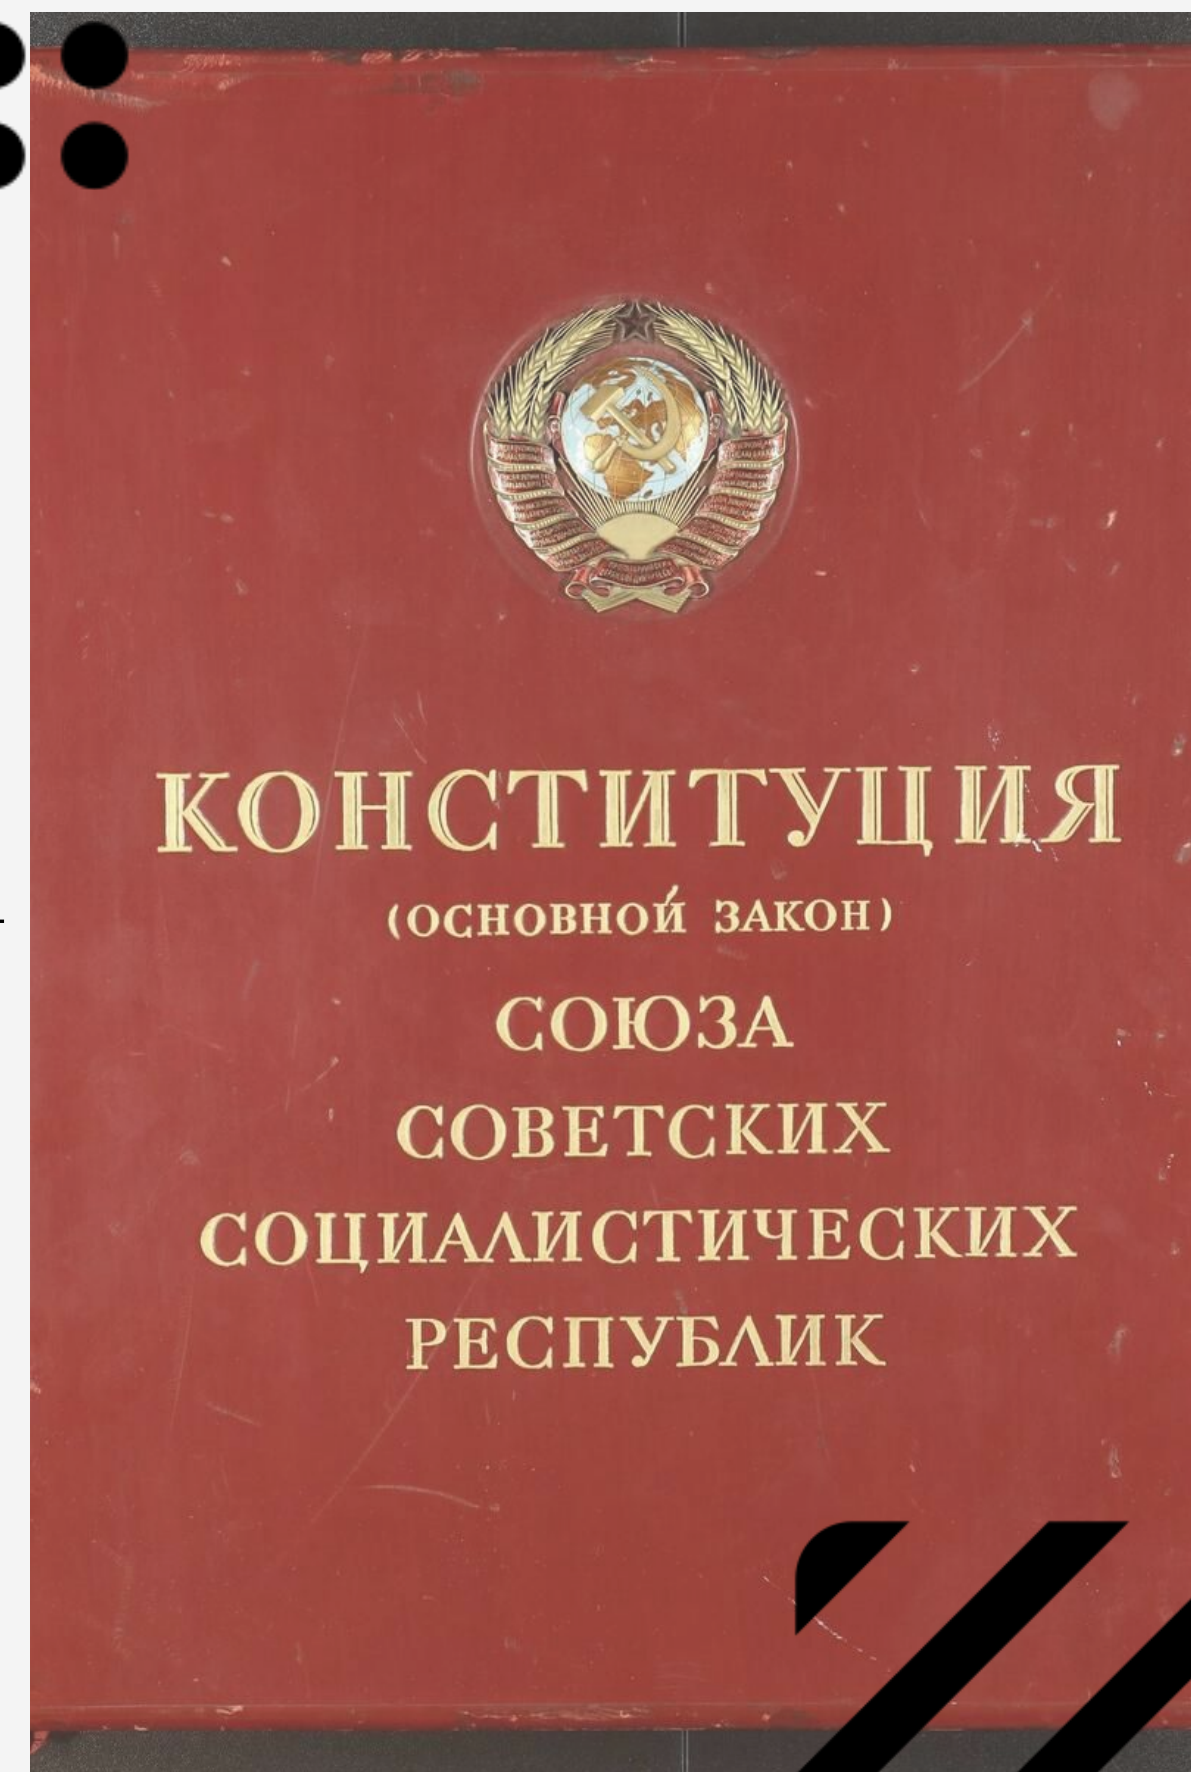 КОНСТИТУЦИЯ
(ОСНОВНОЙ ЗАКОН)
СОЮЗА
СОВЕТСКИХ
СОЦИАЛИСТИЧЕСКИХ
РЕСПУБЛИК